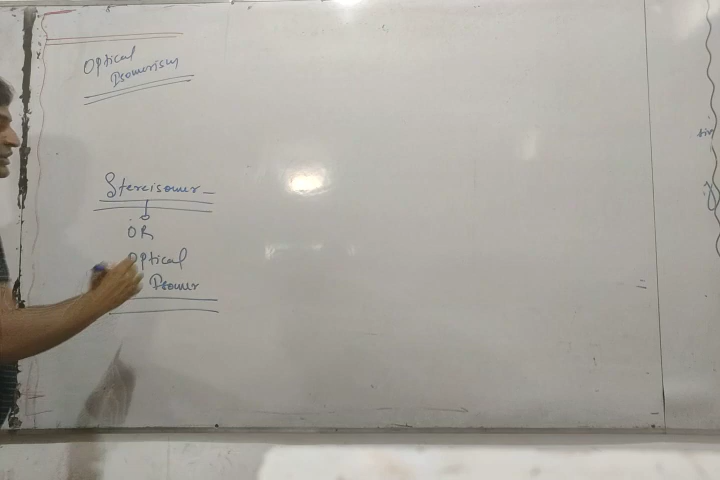 Optical
Isomerism
Stereisomer -
OR
Optical
Isomer